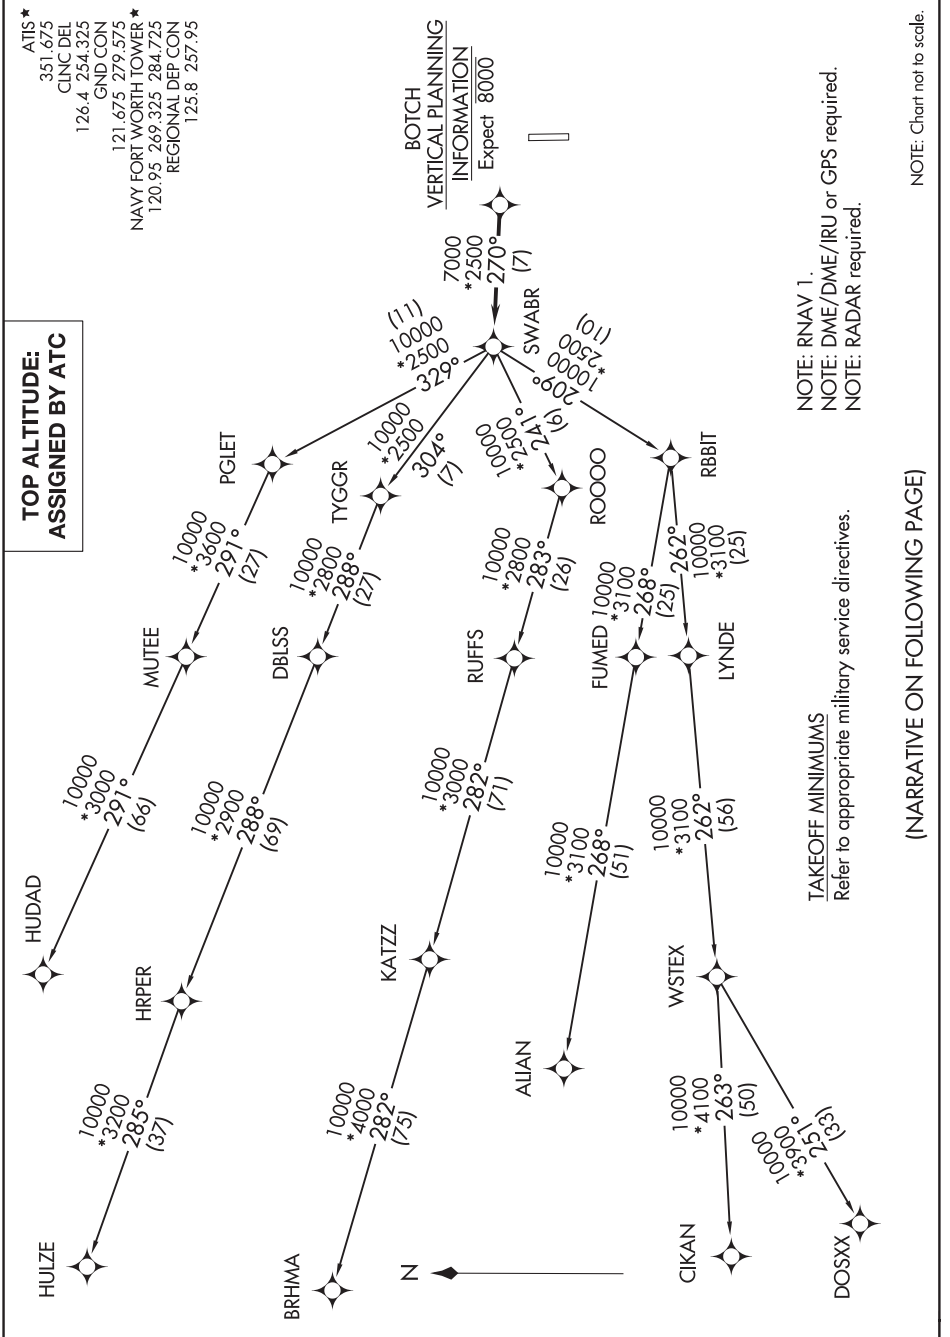 ATIS ★
351.675
CLNC DEL
126.4 254.325
GND CON
121.675 279.575
NAVY FORT WORTH TOWER ★
120.95 269.325 284.725
REGIONAL DEP CON
125.8 257.95
TOP ALTITUDE:
ASSIGNED BY ATC
BOTCH
VERTICAL PLANNING
INFORMATION
Expect 8000
7000
*2500
270°
(7)
SWABR
(11)
10000
*2500
329°
PGLET
10000
*3600
291°
(27)
MUTEE
10000
*3000
291°
(66)
HUDAD
10000
*2500
304°
(7)
TYGGR
10000
*2800
288°
(27)
DBLSS
10000
*2900
288°
(69)
HRPER
10000
*3200
285°
(37)
HULZE
10000
*2500
241°
(6)
ROOOO
10000
*2800
283°
(26)
RUFFS
10000
*3000
282°
(71)
KATZZ
10000
*4000
282°
(75)
BRHMA
209°
10000
*2500
(10)
RBBIT
10000
*3100
268°
(25)
FUMED
10000
*3100
268°
(51)
ALIAN
262°
10000
*3100
(25)
LYNDE
10000
*3100
262°
(56)
WSTEX
10000
*4100
263°
(50)
CIKAN
10000
*3900
251°
(33)
DOSXX
N
NOTE: RNAV 1.
NOTE: DME/DME/IRU or GPS required.
NOTE: RADAR required.
TAKEOFF MINIMUMS
Refer to appropriate military service directives.
(NARRATIVE ON FOLLOWING PAGE)
NOTE: Chart not to scale.